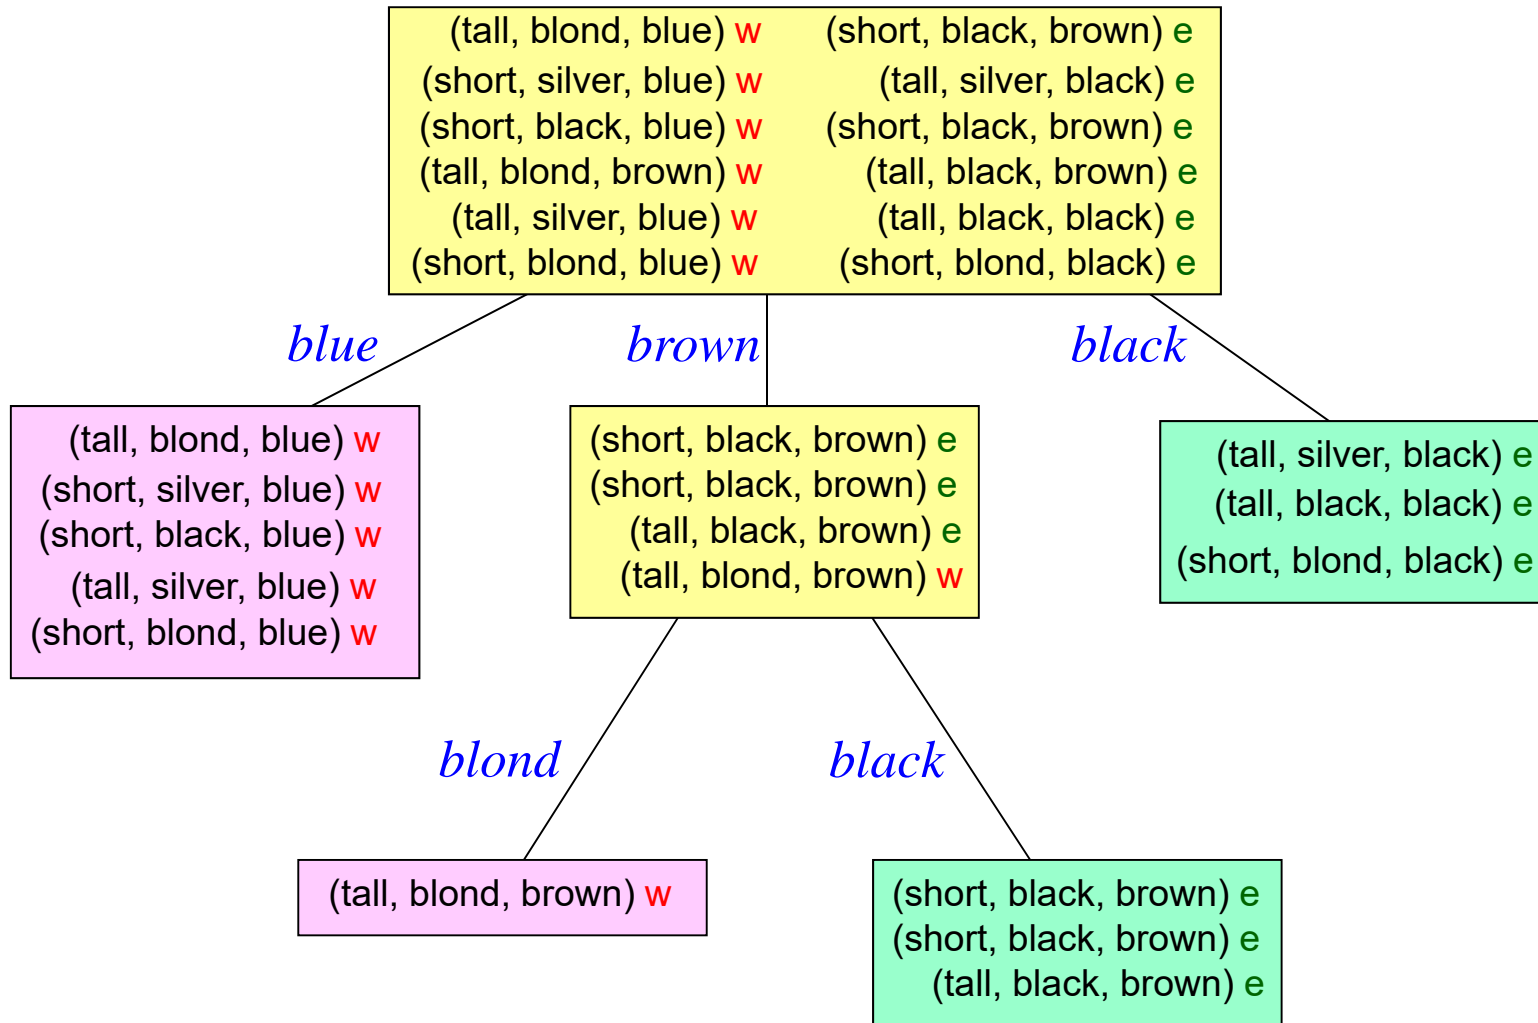 (tall, blond, blue) w (short, black, brown) e
(short, silver, blue) w (tall, silver, black) e
(short, black, blue) w (short, black, brown) e
(tall, blond, brown) w (tall, black, brown) e
(tall, silver, blue) w (tall, black, black) e
(short, blond, blue) w (short, blond, black) e
blue brown black
(tall, blond, blue) w
(short, silver, blue) w
(short, black, blue) w
(tall, silver, blue) w
(short, blond, blue) w
(short, black, brown) e
(short, black, brown) e
(tall, black, brown) e
(tall, blond, brown) w
(tall, silver, black) e
(tall, black, black) e
(short, blond, black) e
blond black
(tall, blond, brown) w
(short, black, brown) e
(short, black, brown) e
(tall, black, brown) e